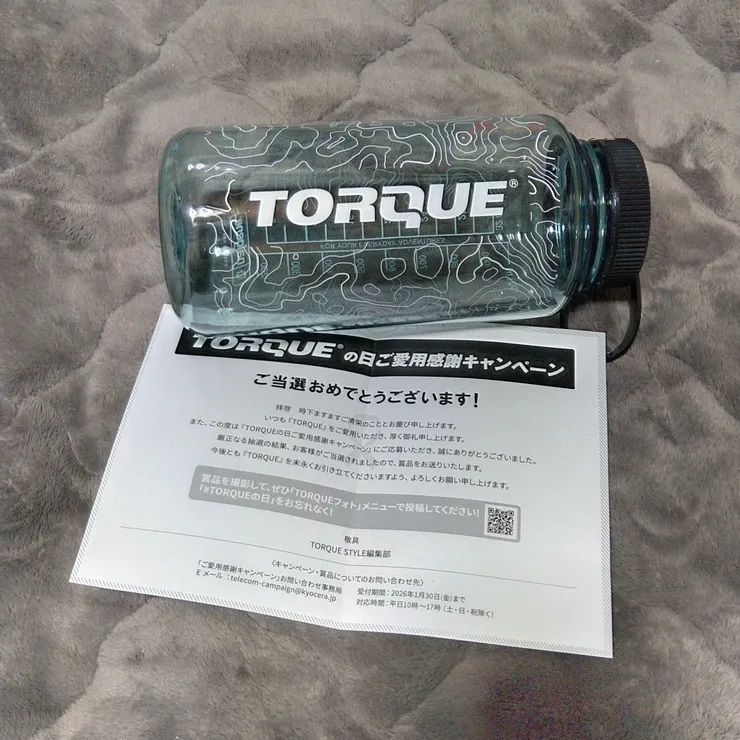 TORQUE®
FOR YOUR EVERYDAY ADVENTURES
TORQUE®の日ご愛用感謝キャンペーン
ご当選おめでとうございます!
拝啓 時下ますますご清栄のこととお慶び申し上げます。
いつも『TORQUE』をご愛用いただき、厚く御礼申し上げます。
また、この度は『TORQUEの日ご愛用感謝キャンペーン』にご応募いただき、誠にありがとうございました。
厳正なる抽選の結果、お客様がご当選されましたので、賞品をお送りいたします。
今後とも『TORQUE』を末永くお引き立てくださいますよう、よろしくお願い申し上げます。
賞品を撮影して、ぜひ「TORQUEフォト」メニューで投稿してください!
「#TORQUEの日」をお忘れなく!
敬具
TORQUE STYLE編集部
〈キャンペーン・賞品についてのお問い合わせ先〉
「ご愛用感謝キャンペーン」お問い合わせ事務局
Eメール:telecom-campaign@kyocera.jp
受付期間:2026年1月30日(金)まで
対応時間:平日10時~17時(土・日・祝除く)